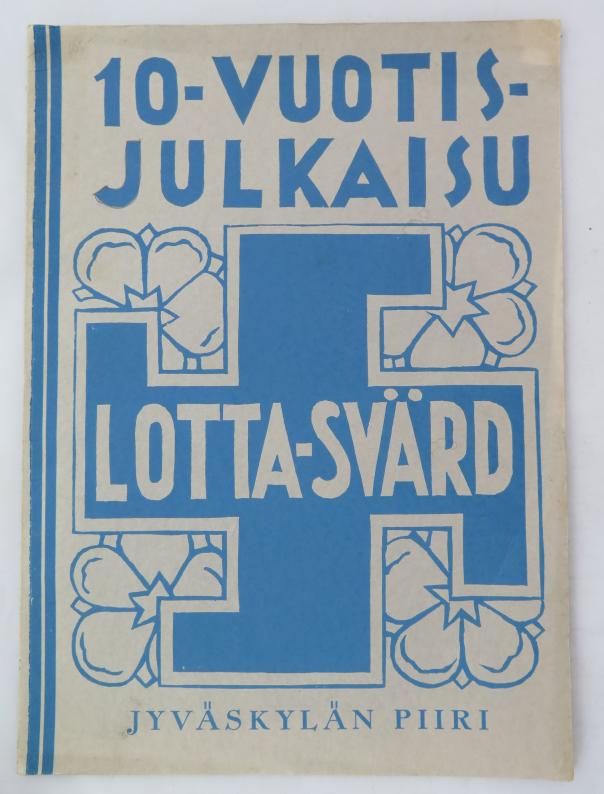 10-VUOTIS-
JULKAISU
LOTTA-SVÄRD
JYVÄSKYLÄN PIIRI